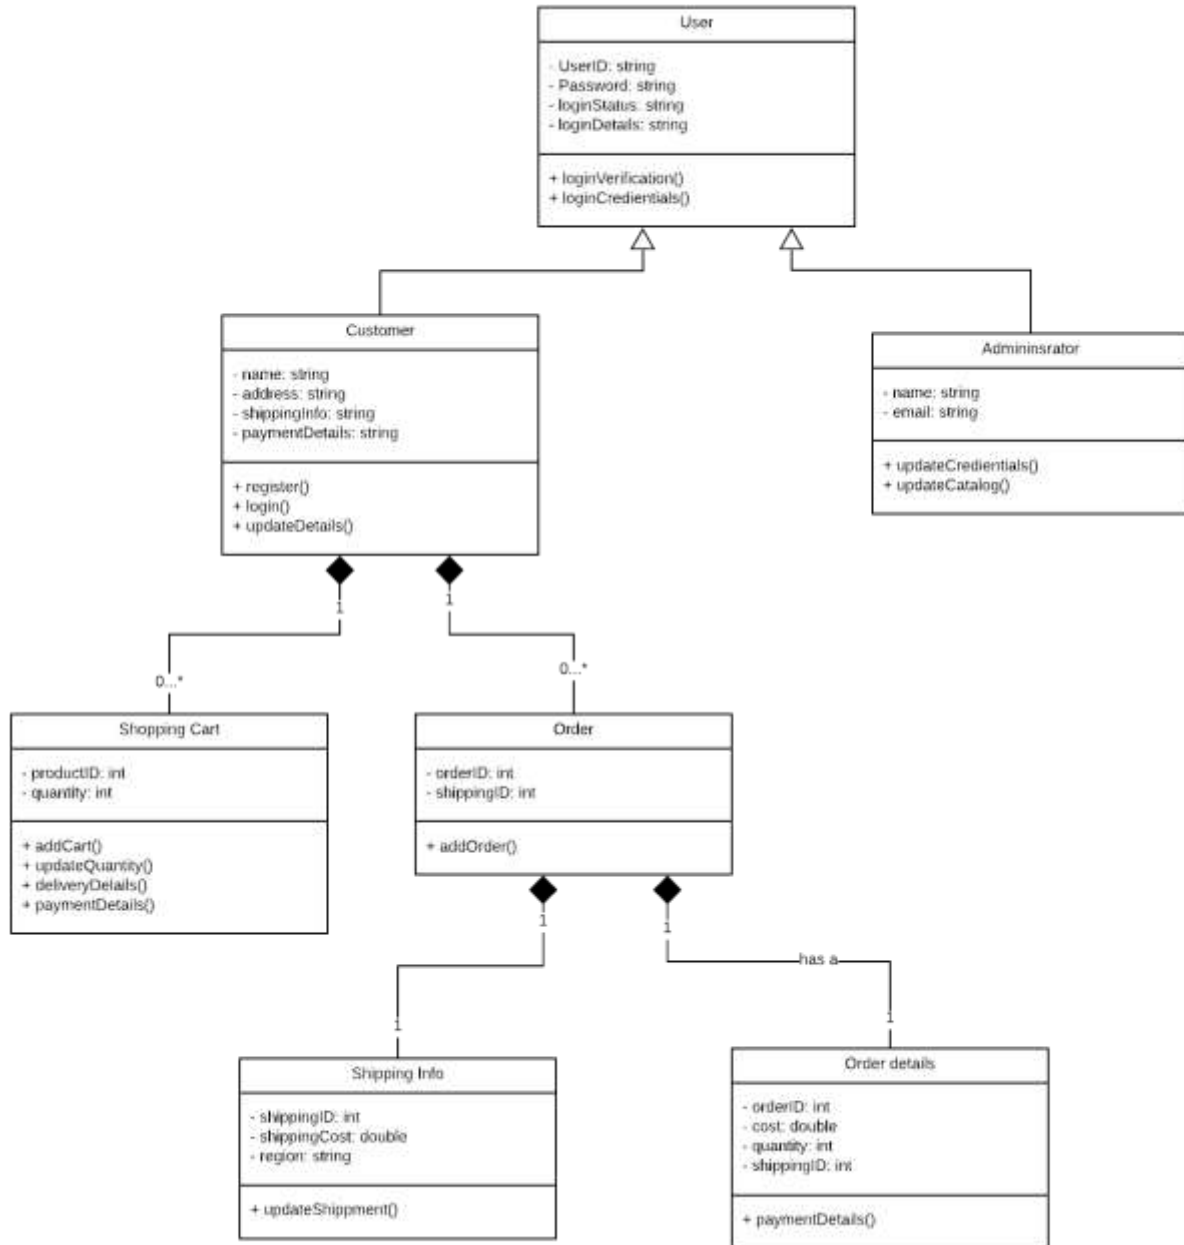 User
- UserID: string
- Password: string
- loginStatus: string
- loginDetails: string
+ loginVerification()
+ loginCredientials()
Customer
- name: string
- address: string
- shippingInfo: string
- paymentDetails: string
+ register()
+ login()
+ updateDetails()
Admininsrator
- name: string
- email: string
+ updateCredientials()
+ updateCatalog()
1
1
0...*
0...*
Shopping Cart
- productID: int
- quantity: int
+ addCart()
+ updateQuantity()
+ deliveryDetails()
+ paymentDetails()
Order
- orderID: int
- shippingID: int
+ addOrder()
1
1
has a
1
1
Shipping Info
- shippingID: int
- shippingCost: double
- region: string
+ updateShippment()
Order details
- orderID: int
- cost: double
- quantity: int
- shippingID: int
+ paymentDetails()